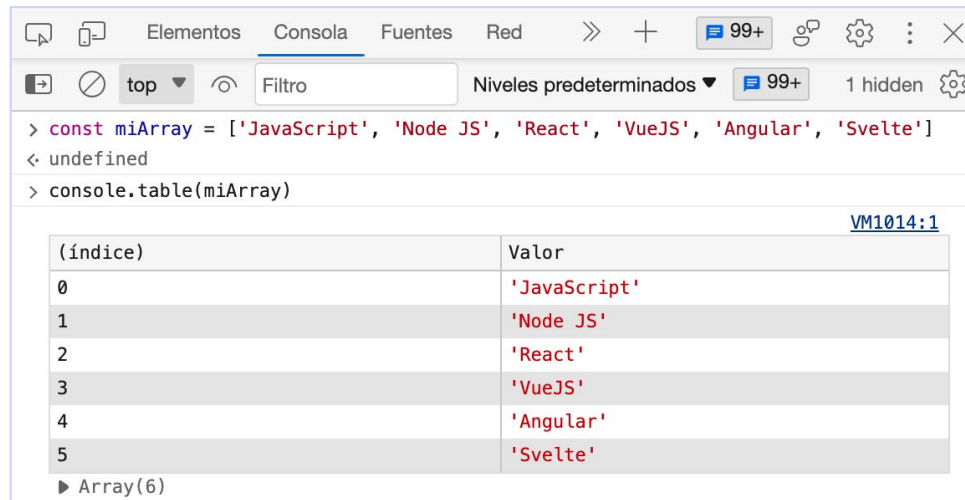 Elementos Consola Fuentes Red 99+
top Filtro Niveles predeterminados 99+ 1 hidden
> const miArray = ['JavaScript', 'Node JS', 'React', 'VueJS', 'Angular', 'Svelte']
undefined
> console.table(miArray)
VM1014:1
(índice) Valor
0 'JavaScript'
1 'Node JS'
2 'React'
3 'VueJS'
4 'Angular'
5 'Svelte'
Array(6)